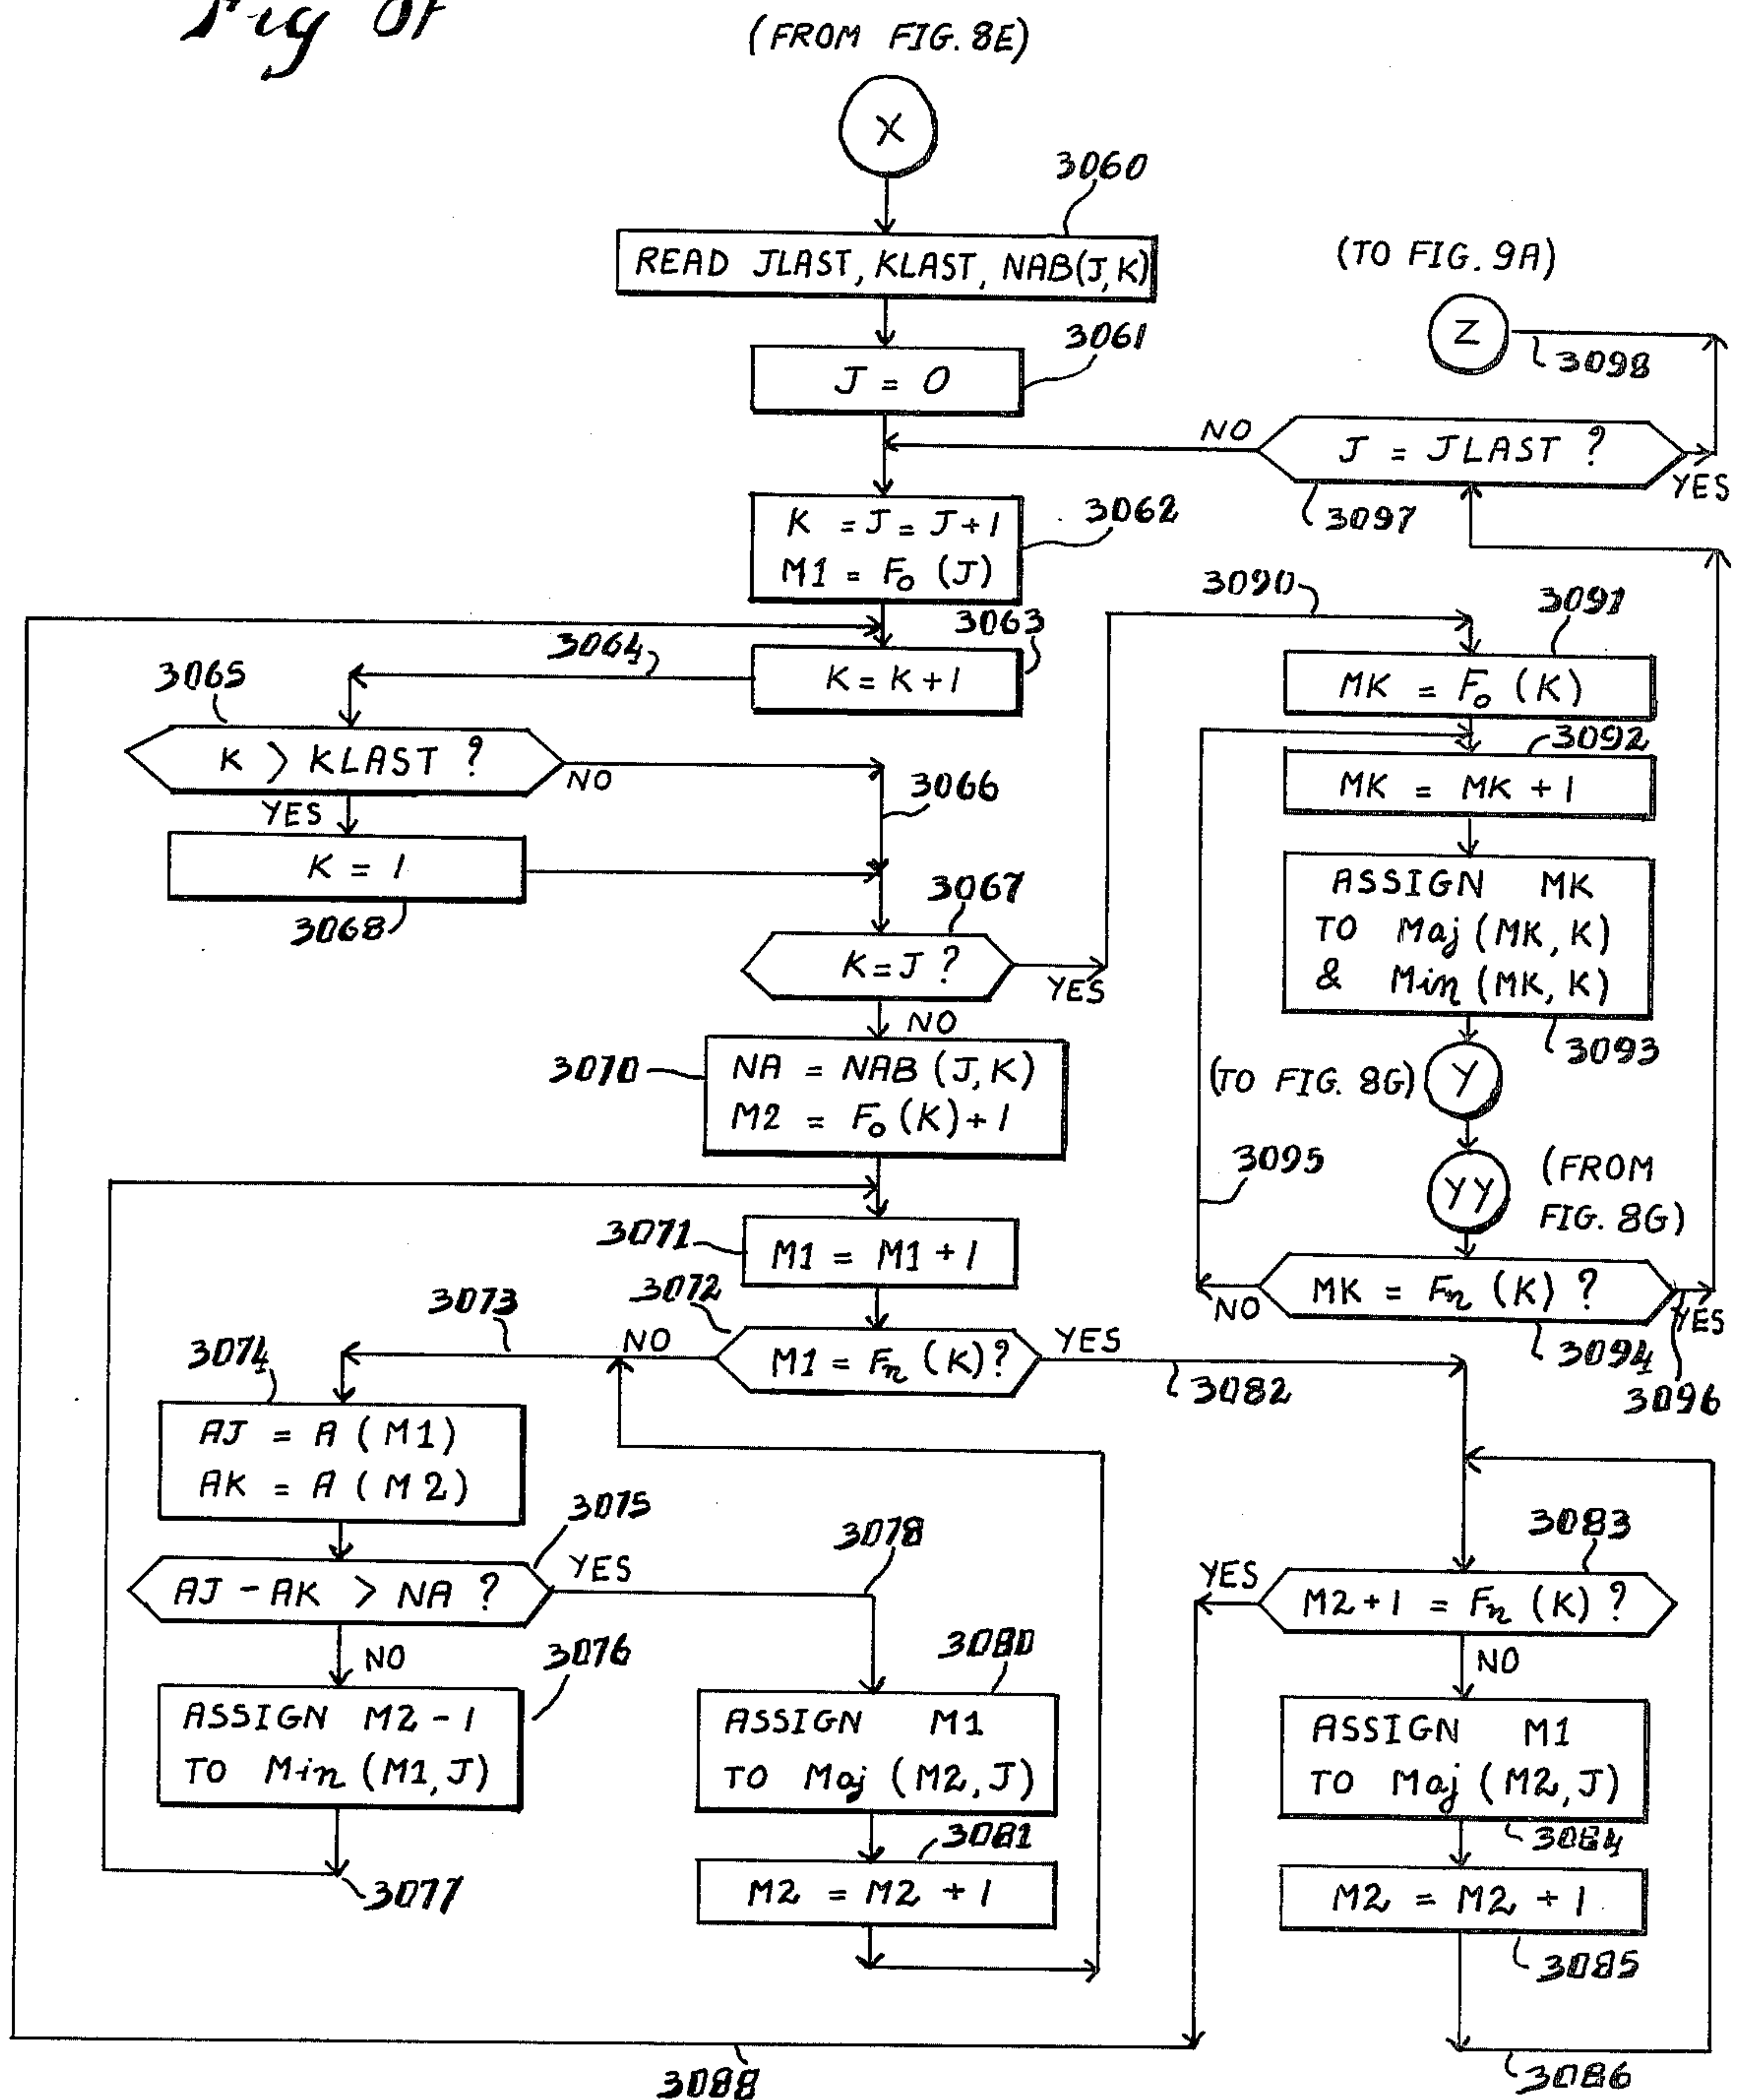 Fig 8F
(FROM FIG. 8E)
X
3060
READ JLAST, KLAST, NAB(J,K)
(TO FIG. 9A)
Z
3098
3061
J = 0
NO
J = JLAST ?
YES
3097
K = J = J+1
M1 = Fo (J)
3062
3090
3091
3063
3064
K = K+1
MK = Fo (K)
3065
K > KLAST ?
NO
YES
3066
3092
MK = MK + 1
K = 1
3068
3067
ASSIGN MK
TO Maj (MK, K)
& Min (MK, K)
3093
K = J ?
YES
NO
3070
NA = NAB (J, K)
M2 = Fo (K) + 1
(TO FIG. 8G)
Y
3095
YY
(FROM
FIG. 8G)
3071
M1 = M1 + 1
NO
MK = Fn (K) ?
YES
3094
3096
3073
3072
NO
M1 = Fn (K) ?
YES
3082
3074
AJ = A (M1)
AK = A (M2)
3075
AJ - AK > NA ?
YES
3078
3083
YES
M2+1 = Fn (K) ?
NO
NO
3076
ASSIGN M2 - 1
TO Min (M1, J)
3077
3080
ASSIGN M1
TO Maj (M2, J)
3081
M2 = M2 + 1
ASSIGN M1
TO Maj (M2, J)
3084
M2 = M2 + 1
3085
3086
3088